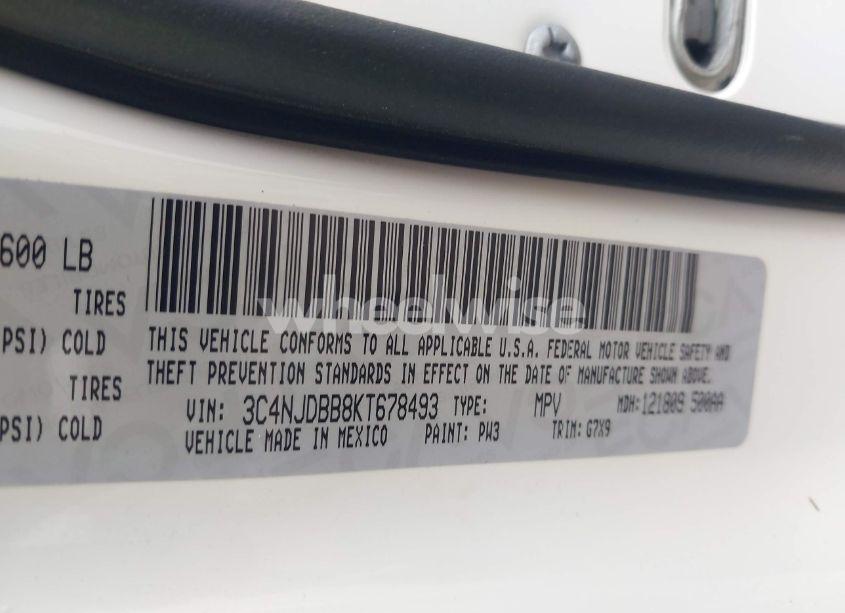 600 LB
TIRES
PSI) COLD
TIRES
PSI) COLD
THIS VEHICLE CONFORMS TO ALL APPLICABLE U.S.A. FEDERAL MOTOR VEHICLE SAFETY AND
THEFT PREVENTION STANDARDS IN EFFECT ON THE DATE OF MANUFACTURE SHOWN ABOVE.
VIN: 3C4NJDBB8KT678493 TYPE: MPV MDH: 121809 500AA
VEHICLE MADE IN MEXICO PAINT: PW3 TRIM: G7X9
wheelwise